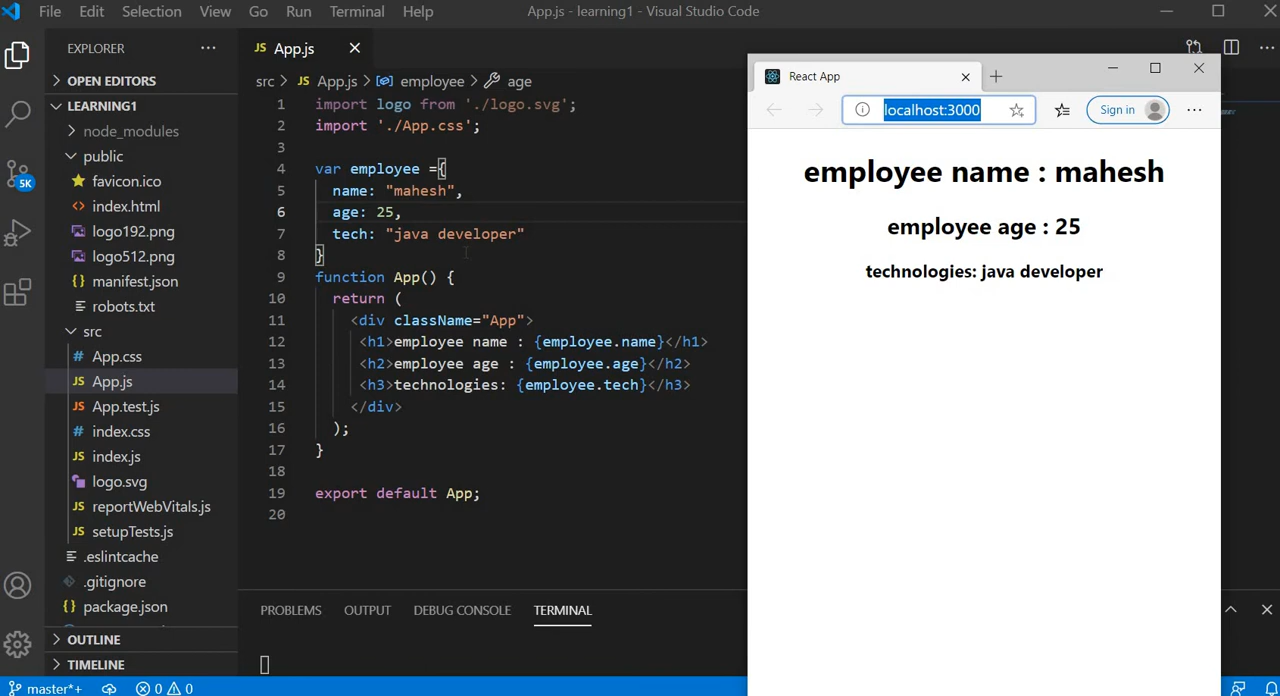 File Edit Selection View Go Run Terminal Help App.js - learning1 - Visual Studio Code
EXPLORER
OPEN EDITORS
LEARNING1
node_modules
public
favicon.ico
index.html
logo192.png
logo512.png
manifest.json
robots.txt
src
App.css
App.js
App.test.js
index.css
index.js
logo.svg
reportWebVitals.js
setupTests.js
.eslintcache
.gitignore
package.json
OUTLINE
TIMELINE
5K
JS App.js
src > JS App.js > employee > age
1 import logo from './logo.svg';
2 import './App.css';
3
4 var employee ={
5 name: "mahesh",
6 age: 25,
7 tech: "java developer"
8 }
9 function App() {
10 return (
11 <div className="App">
12 <h1>employee name : {employee.name}</h1>
13 <h2>employee age : {employee.age}</h2>
14 <h3>technologies: {employee.tech}</h3>
15 </div>
16 );
17 }
18
19 export default App;
20
PROBLEMS OUTPUT DEBUG CONSOLE TERMINAL
master*+ 0 0
React App
localhost:3000
Sign in
employee name : mahesh
employee age : 25
technologies: java developer